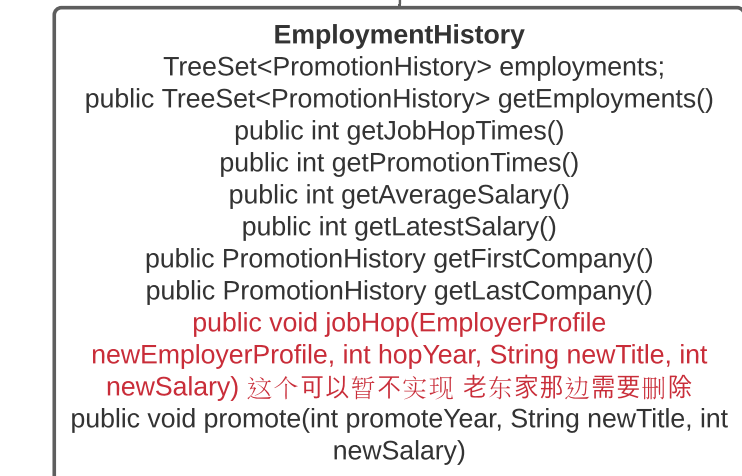 EmploymentHistory
TreeSet<PromotionHistory> employments;
public TreeSet<PromotionHistory> getEmployments()
public int getJobHopTimes()
public int getPromotionTimes()
public int getAverageSalary()
public int getLatestSalary()
public PromotionHistory getFirstCompany()
public PromotionHistory getLastCompany()
public void jobHop(EmployerProfile
newEmployerProfile, int hopYear, String newTitle, int
newSalary) 这个可以暂不实现 老东家那边需要删除
public void promote(int promoteYear, String newTitle, int
newSalary)